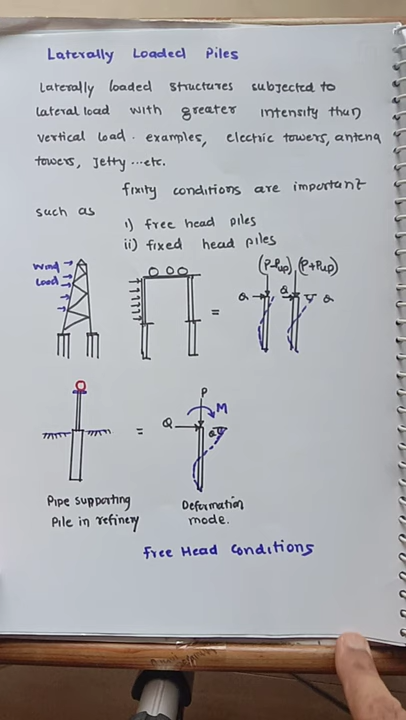 Laterally Loaded Piles
Laterally loaded structures subjected to
lateral load with greater intensity than
vertical load. examples, electric towers, antena
towers, Jetty...etc.
fixity conditions are important
such as
i) free head piles
ii) fixed head piles
Wind
Load
(P-Pup) (P+Pup)
=
Q
Q
P
M
Q
=
Pipe supporting
Pile in refinery
Deformation
mode.
Free Head Conditions